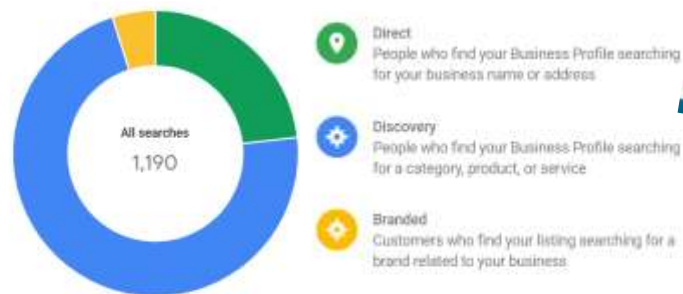 All searches
1,190
Direct
People who find your Business Profile searching
for your business name or address
Discovery
People who find your Business Profile searching
for a category, product, or service
Branded
Customers who find your listing searching for a
brand related to your business